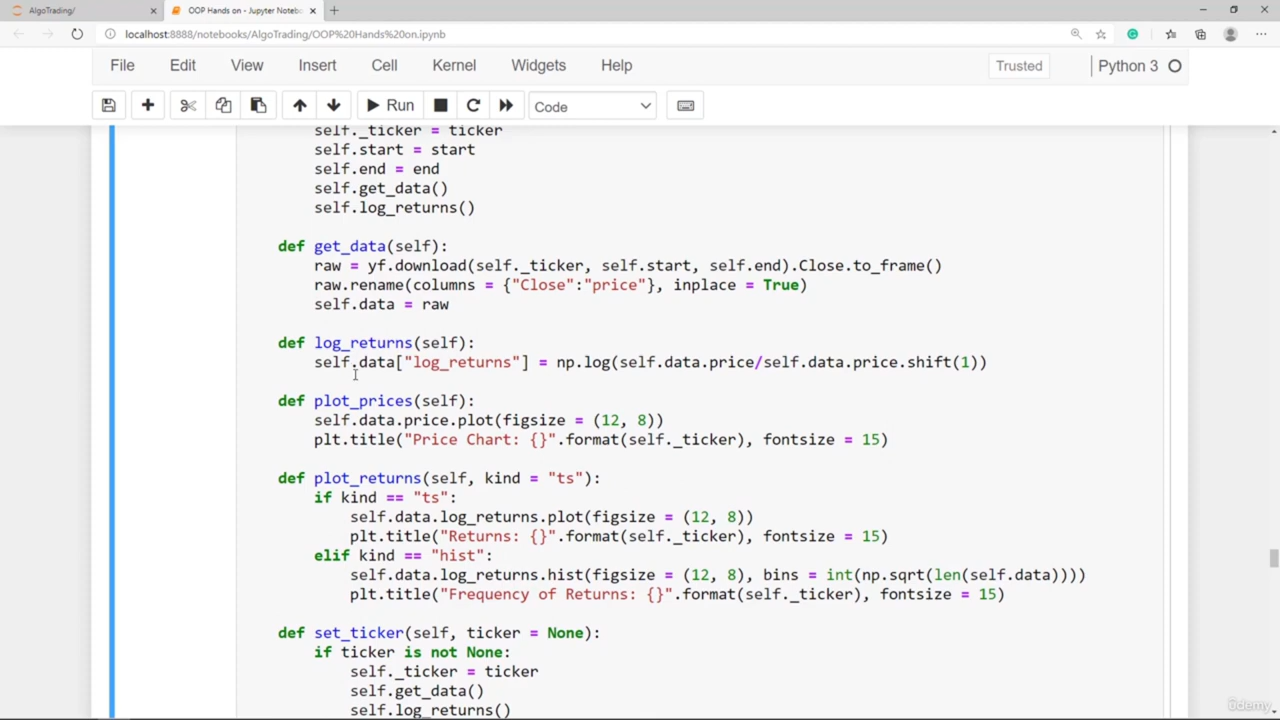 AlgoTrading/
OOP Hands on - Jupyter Notebo
localhost:8888/notebooks/AlgoTrading/OOP%20Hands%20on.ipynb
File Edit View Insert Cell Kernel Widgets Help Trusted Python 3
Run Code
self._ticker = ticker
self.start = start
self.end = end
self.get_data()
self.log_returns()
def get_data(self):
raw = yf.download(self._ticker, self.start, self.end).Close.to_frame()
raw.rename(columns = {"Close":"price"}, inplace = True)
self.data = raw
def log_returns(self):
self.data["log_returns"] = np.log(self.data.price/self.data.price.shift(1))
def plot_prices(self):
self.data.price.plot(figsize = (12, 8))
plt.title("Price Chart: {}".format(self._ticker), fontsize = 15)
def plot_returns(self, kind = "ts"):
if kind == "ts":
self.data.log_returns.plot(figsize = (12, 8))
plt.title("Returns: {}".format(self._ticker), fontsize = 15)
elif kind == "hist":
self.data.log_returns.hist(figsize = (12, 8), bins = int(np.sqrt(len(self.data))))
plt.title("Frequency of Returns: {}".format(self._ticker), fontsize = 15)
def set_ticker(self, ticker = None):
if ticker is not None:
self._ticker = ticker
self.get_data()
self.log_returns()
ûdemy